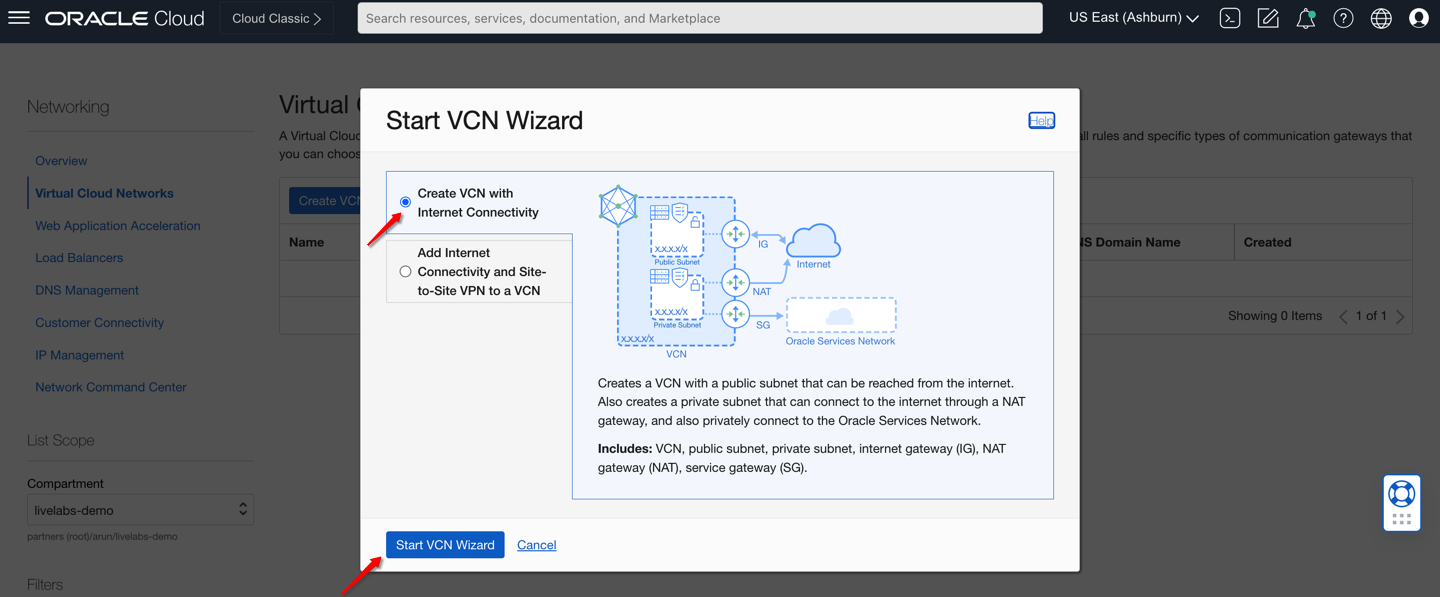 ORACLE Cloud
Cloud Classic >
Search resources, services, documentation, and Marketplace
US East (Ashburn)
Networking
Overview
Virtual Cloud Networks
Web Application Acceleration
Load Balancers
DNS Management
Customer Connectivity
IP Management
Network Command Center
List Scope
Compartment
livelabs-demo
partners (root)/arun/livelabs-demo
Filters
Virtual
A Virtual Cloud
all rules and specific types of communication gateways that
you can choos
Create VCN
Name
NS Domain Name
Created
Showing 0 Items
1 of 1
Start VCN Wizard
Help
Create VCN with
Internet Connectivity
Add Internet
Connectivity and Site-
to-Site VPN to a VCN
x.x.x.x/x
Public Subnet
IG
Internet
NAT
x.x.x.x/x
Private Subnet
SG
x.x.x.x/x
Oracle Services Network
VCN
Creates a VCN with a public subnet that can be reached from the internet.
Also creates a private subnet that can connect to the internet through a NAT
gateway, and also privately connect to the Oracle Services Network.
Includes: VCN, public subnet, private subnet, internet gateway (IG), NAT
gateway (NAT), service gateway (SG).
Start VCN Wizard
Cancel